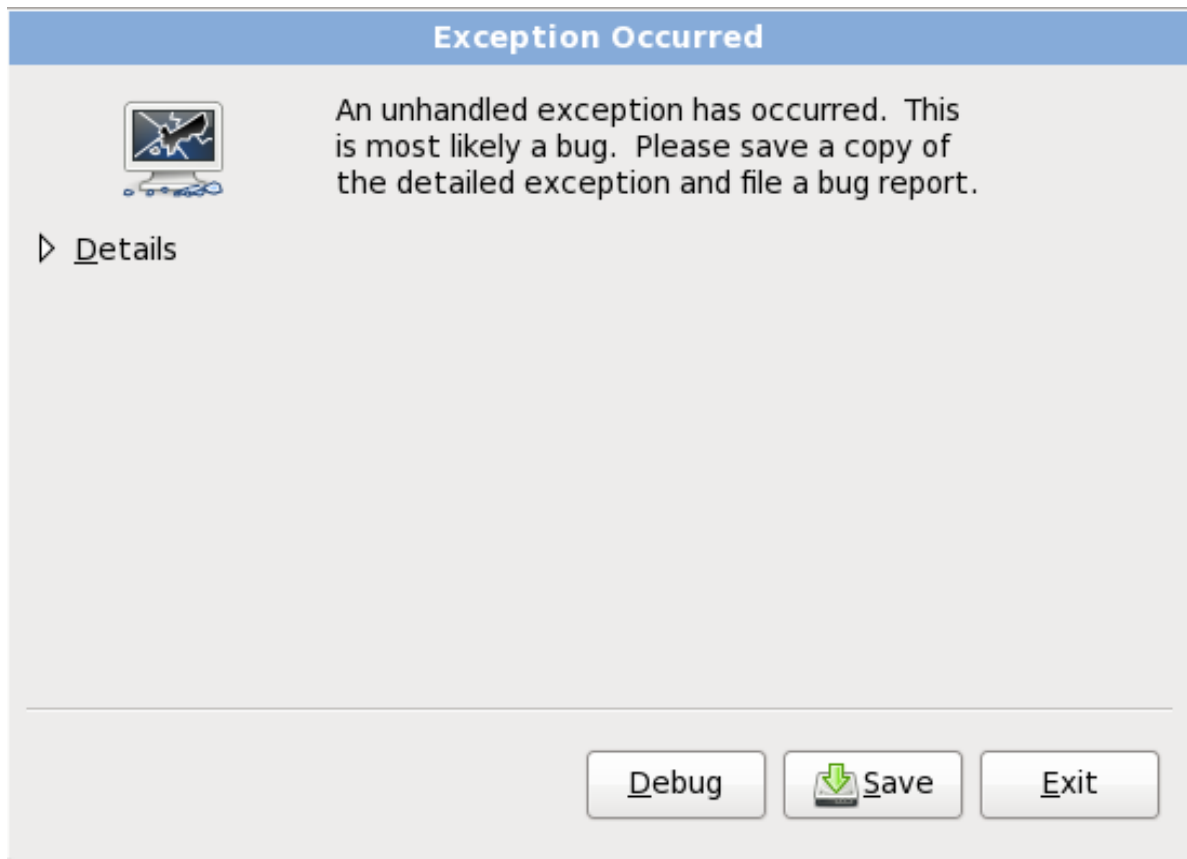 Exception Occurred
An unhandled exception has occurred.  This
is most likely a bug.  Please save a copy of
the detailed exception and file a bug report.
Details
Debug
Save
Exit